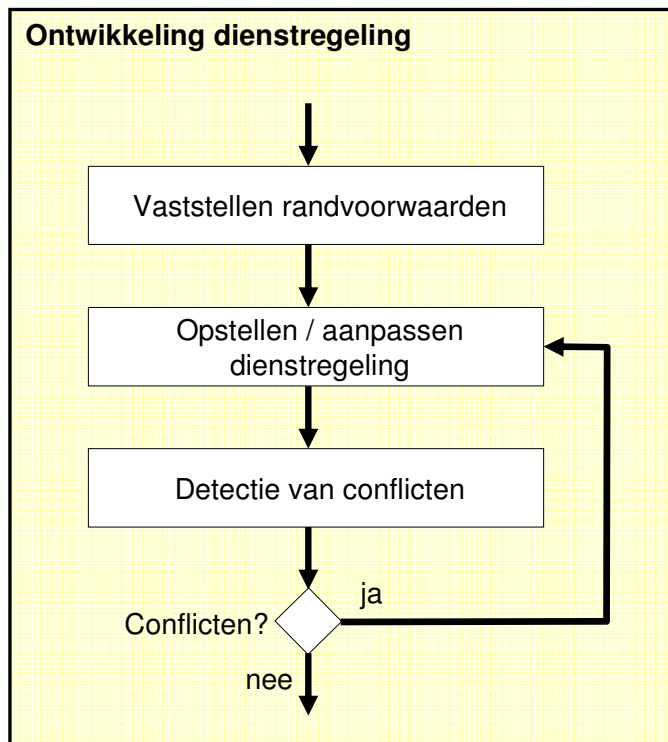 Ontwikkeling dienstregeling
Vaststellen randvoorwaarden
Opstellen / aanpassen
dienstregeling
Detectie van conflicten
ja
Conflicten?
nee